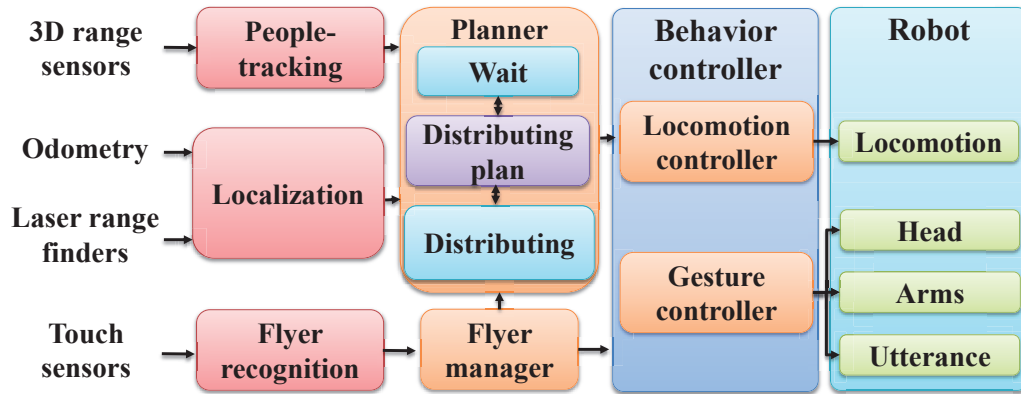 3D range
sensors
People-
tracking
Planner
Wait
Distributing
plan
Distributing
Behavior
controller
Locomotion
controller
Gesture
controller
Robot
Locomotion
Head
Arms
Utterance
Odometry
Laser range
finders
Localization
Touch
sensors
Flyer
recognition
Flyer
manager